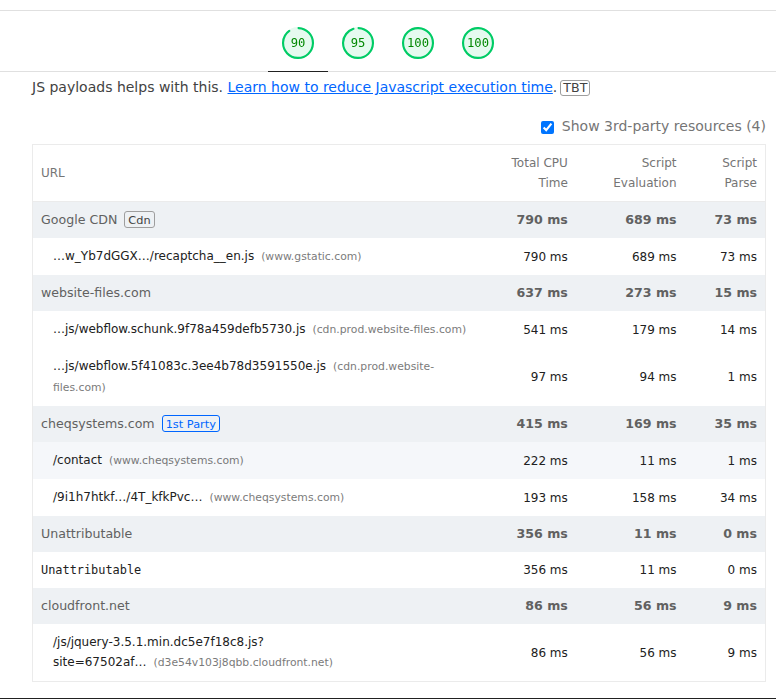 90 95 100 100
JS payloads helps with this. Learn how to reduce Javascript execution time. TBT
Show 3rd-party resources (4)
URL Total CPU Time Script Evaluation Script Parse
Google CDN Cdn 790 ms 689 ms 73 ms
…w_Yb7dGGX…/recaptcha__en.js (www.gstatic.com) 790 ms 689 ms 73 ms
website-files.com 637 ms 273 ms 15 ms
…js/webflow.schunk.9f78a459defb5730.js (cdn.prod.website-files.com) 541 ms 179 ms 14 ms
…js/webflow.5f41083c.3ee4b78d3591550e.js (cdn.prod.website-
files.com) 97 ms 94 ms 1 ms
cheqsystems.com 1st Party 415 ms 169 ms 35 ms
/contact (www.cheqsystems.com) 222 ms 11 ms 1 ms
/9i1h7htkf…/4T_kfkPvc… (www.cheqsystems.com) 193 ms 158 ms 34 ms
Unattributable 356 ms 11 ms 0 ms
Unattributable 356 ms 11 ms 0 ms
cloudfront.net 86 ms 56 ms 9 ms
/js/jquery-3.5.1.min.dc5e7f18c8.js?
site=67502af… (d3e54v103j8qbb.cloudfront.net) 86 ms 56 ms 9 ms